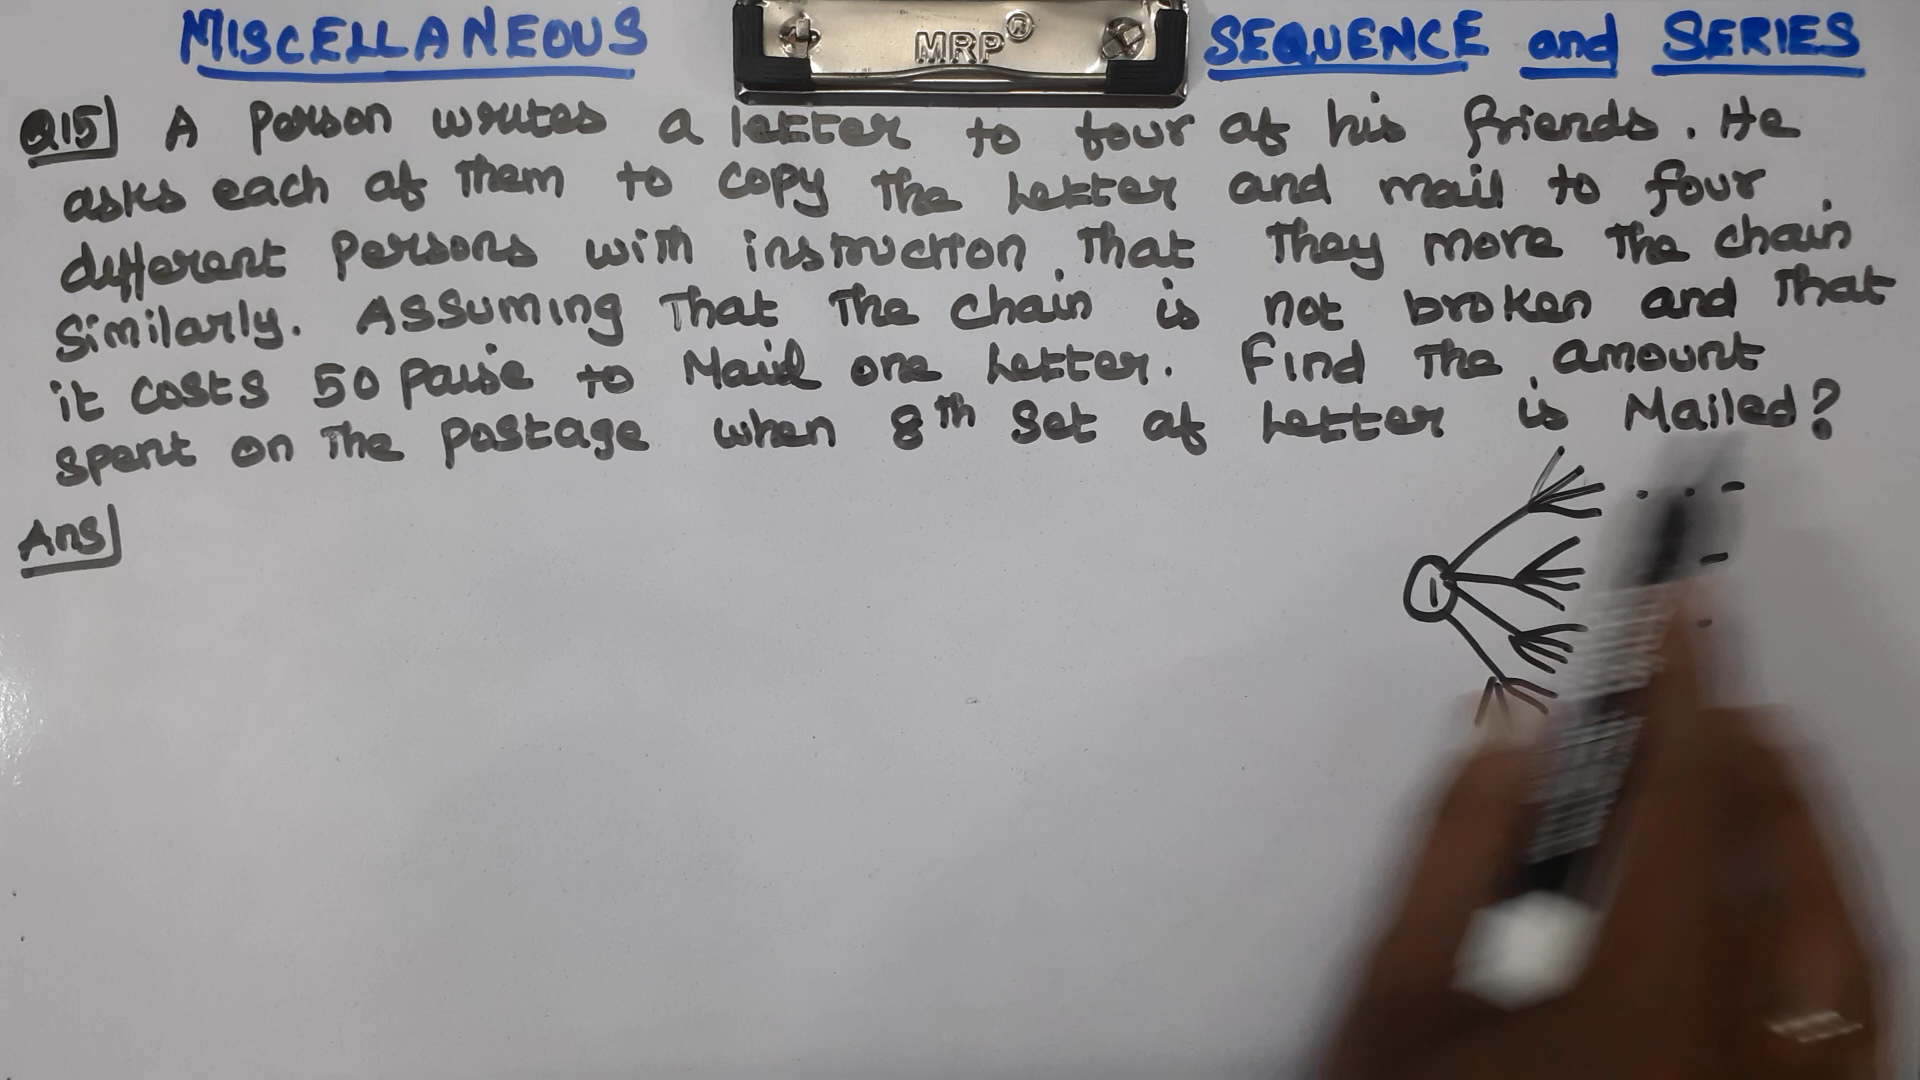 MISCELLANEOUS MRP® SEQUENCE and SERIES
Q15] A Person writes a letter to four of his friends. He
asks each of them to copy the letter and mail to four
different persons with instruction that they more the chain
Similarly. Assuming that the chain is not broken and that
it costs 50 Paise to Mail one letter. Find the amount
spent on the postage when 8th Set of Letter is Mailed?
Ans]
1